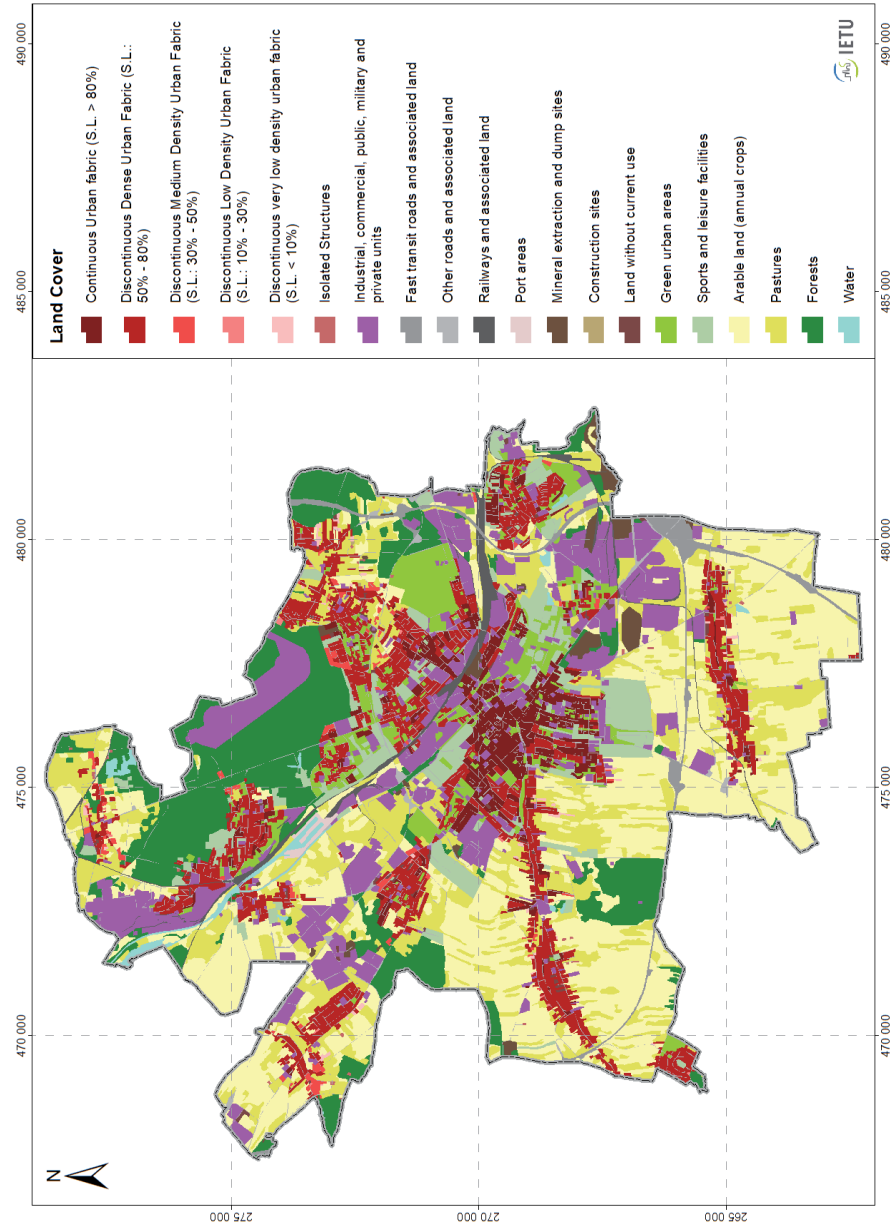 N
470 000
475 000
480 000
485 000
490 000
275 000
270 000
265 000
Land Cover
Continuous Urban fabric (S.L. > 80%)
Discontinuous Dense Urban Fabric (S.L.:
50% - 80%)
Discontinuous Medium Density Urban Fabric
(S.L.: 30% - 50%)
Discontinuous Low Density Urban Fabric
(S.L.: 10% - 30%)
Discontinuous very low density urban fabric
(S.L. < 10%)
Isolated Structures
Industrial, commercial, public, military and
private units
Fast transit roads and associated land
Other roads and associated land
Railways and associated land
Port areas
Mineral extraction and dump sites
Construction sites
Land without current use
Green urban areas
Sports and leisure facilities
Arable land (annual crops)
Pastures
Forests
Water
IETU
470 000
475 000
480 000
485 000
490 000